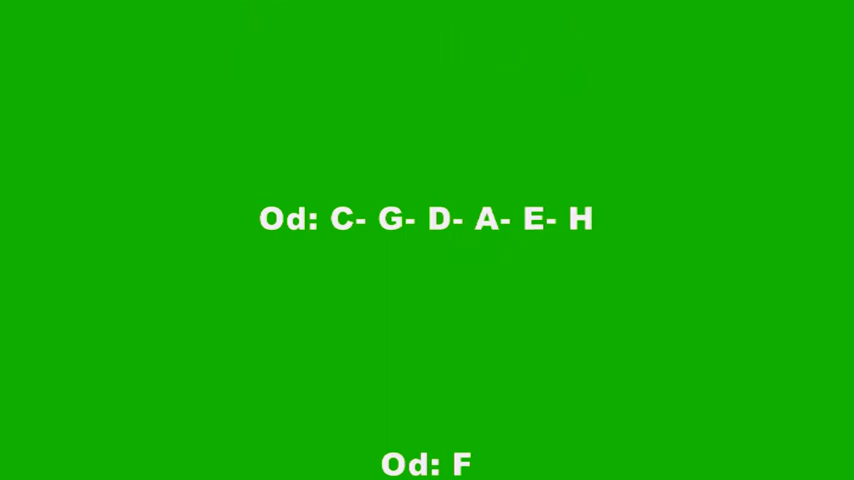 Od: C- G- D- A- E- H
Od: F